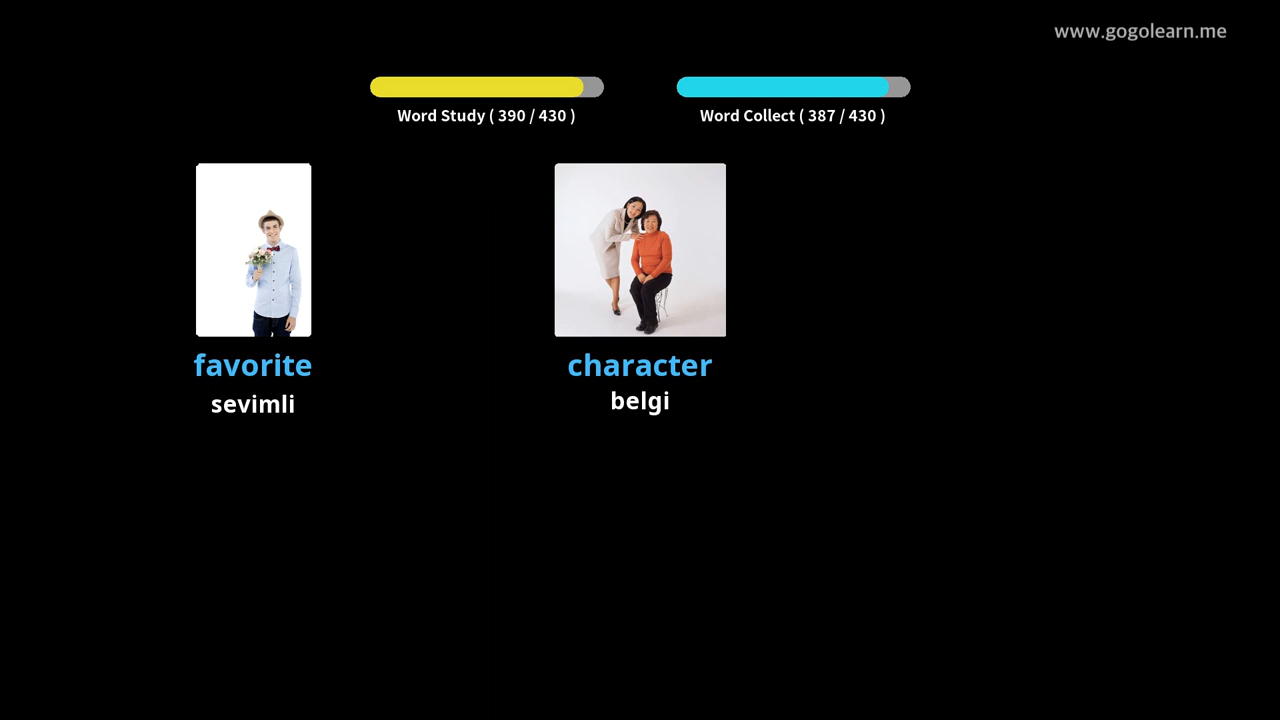 www.gogolearn.me
Word Study ( 390 / 430 )
Word Collect ( 387 / 430 )
favorite
sevimli
character
belgi